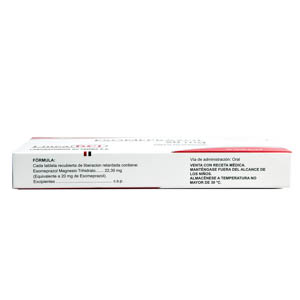 FÓRMULA:
Cada tableta recubierta de liberación retardada contiene:
Esomeprazol Magnesio Trihidrato...... 22,30 mg
(Equivalente a 20 mg de Esomeprazol).
Excipientes ........................ c.s.p.
Vía de administración: Oral
VENTA CON RECETA MÉDICA.
MANTÉNGASE FUERA DEL ALCANCE DE
LOS NIÑOS.
ALMACÉNESE A TEMPERATURA NO
MAYOR DE 30 °C.